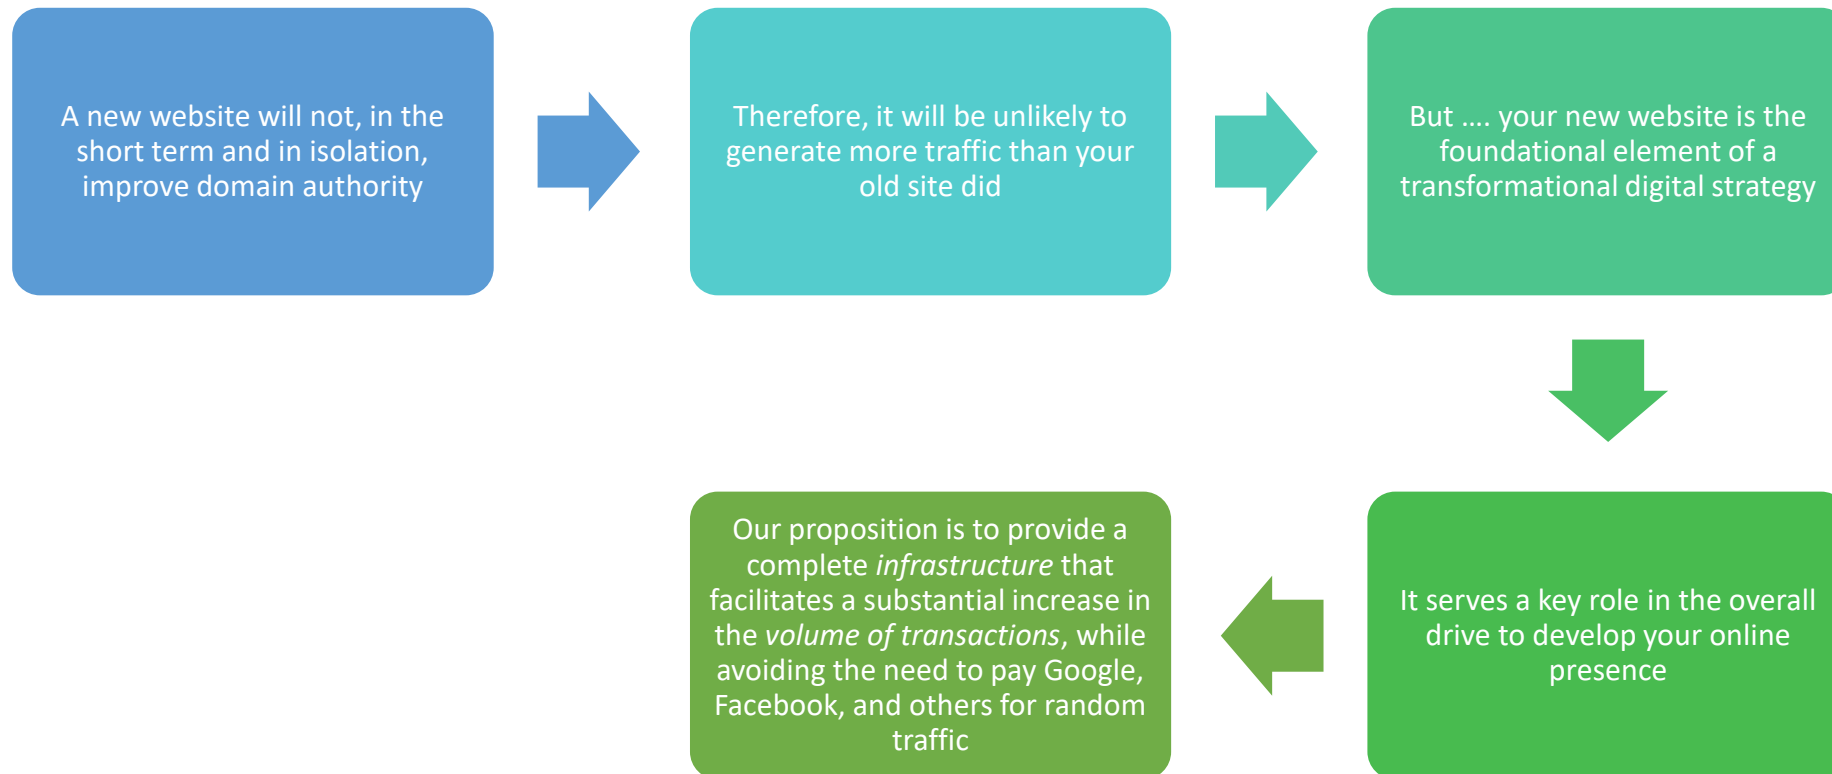 A new website will not, in the
short term and in isolation,
improve domain authority
Therefore, it will be unlikely to
generate more traffic than your
old site did
But .... your new website is the
foundational element of a
transformational digital strategy
It serves a key role in the overall
drive to develop your online
presence
Our proposition is to provide a
complete infrastructure that
facilitates a substantial increase in
the volume of transactions, while
avoiding the need to pay Google,
Facebook, and others for random
traffic